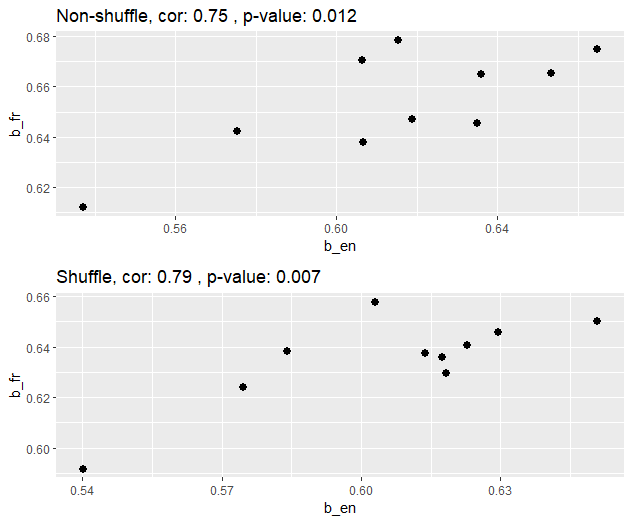 Non-shuffle, cor: 0.75 , p-value: 0.012
0.68
0.66
0.64
0.62
b_fr
0.56 0.60 0.64
b_en
Shuffle, cor: 0.79 , p-value: 0.007
0.66
0.64
0.62
0.60
b_fr
0.54 0.57 0.60 0.63
b_en